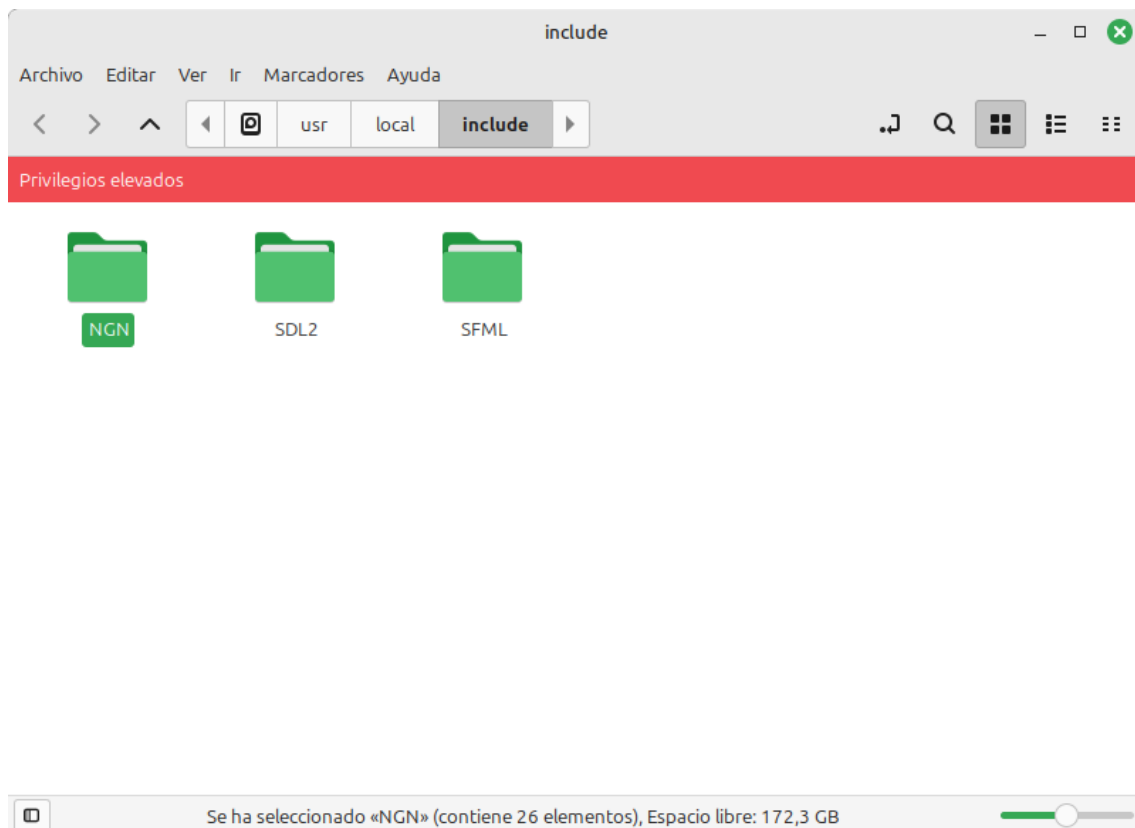 include
Archivo Editar Ver Ir Marcadores Ayuda
usr local include
Privilegios elevados
NGN SDL2 SFML
Se ha seleccionado «NGN» (contiene 26 elementos), Espacio libre: 172,3 GB